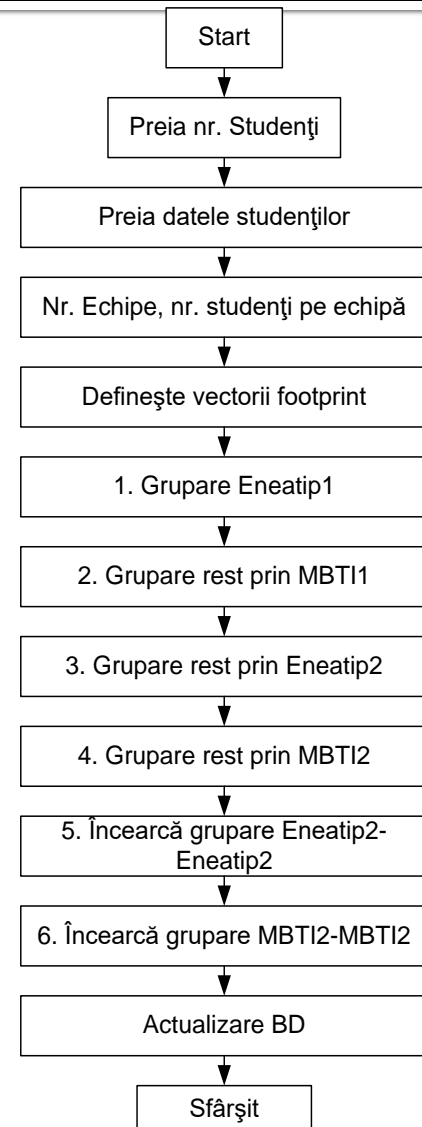 Start
Preia nr. Studenţi
Preia datele studenţilor
Nr. Echipe, nr. studenţi pe echipă
Defineşte vectorii footprint
1. Grupare Eneatip1
2. Grupare rest prin MBTI1
3. Grupare rest prin Eneatip2
4. Grupare rest prin MBTI2
5. Încearcă grupare Eneatip2-
Eneatip2
6. Încearcă grupare MBTI2-MBTI2
Actualizare BD
Sfârşit